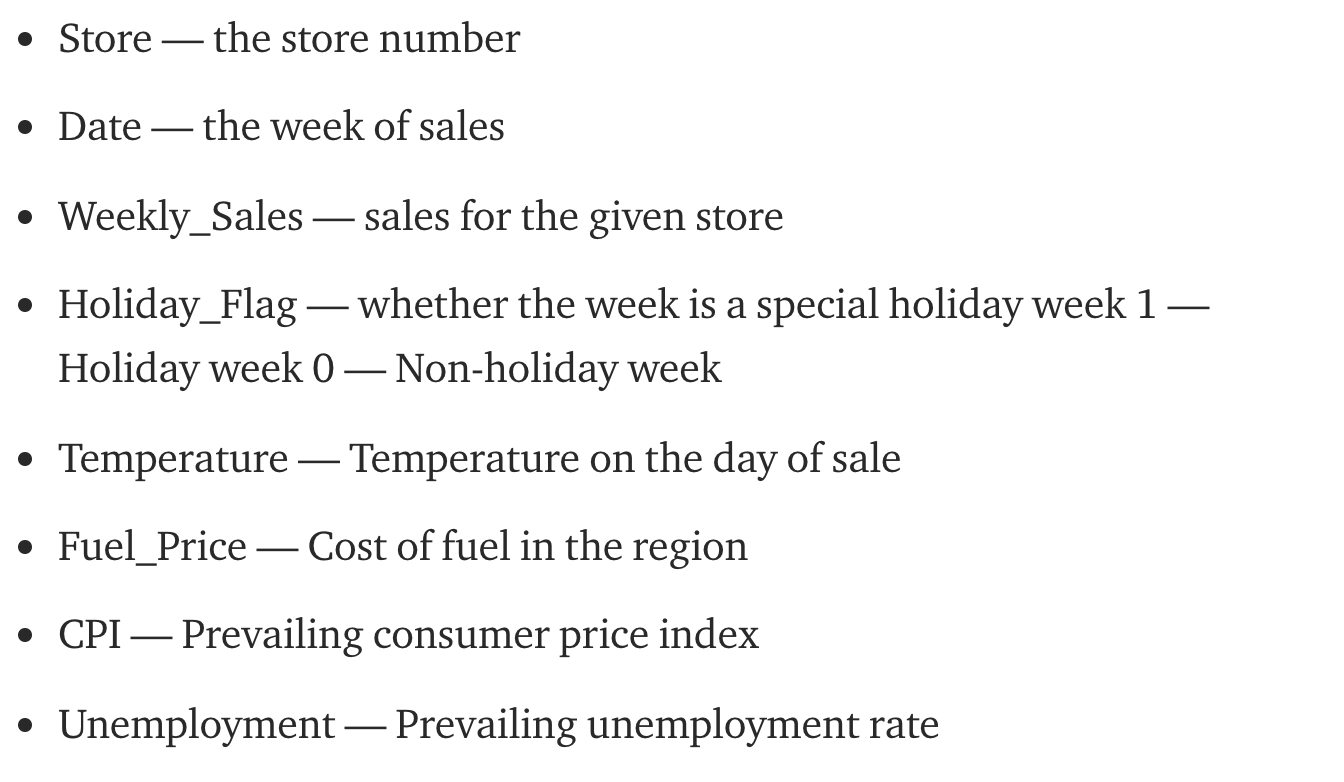 • Store — the store number
• Date — the week of sales
• Weekly_Sales — sales for the given store
• Holiday_Flag — whether the week is a special holiday week 1 —
Holiday week 0 — Non-holiday week
• Temperature — Temperature on the day of sale
• Fuel_Price — Cost of fuel in the region
• CPI — Prevailing consumer price index
• Unemployment — Prevailing unemployment rate